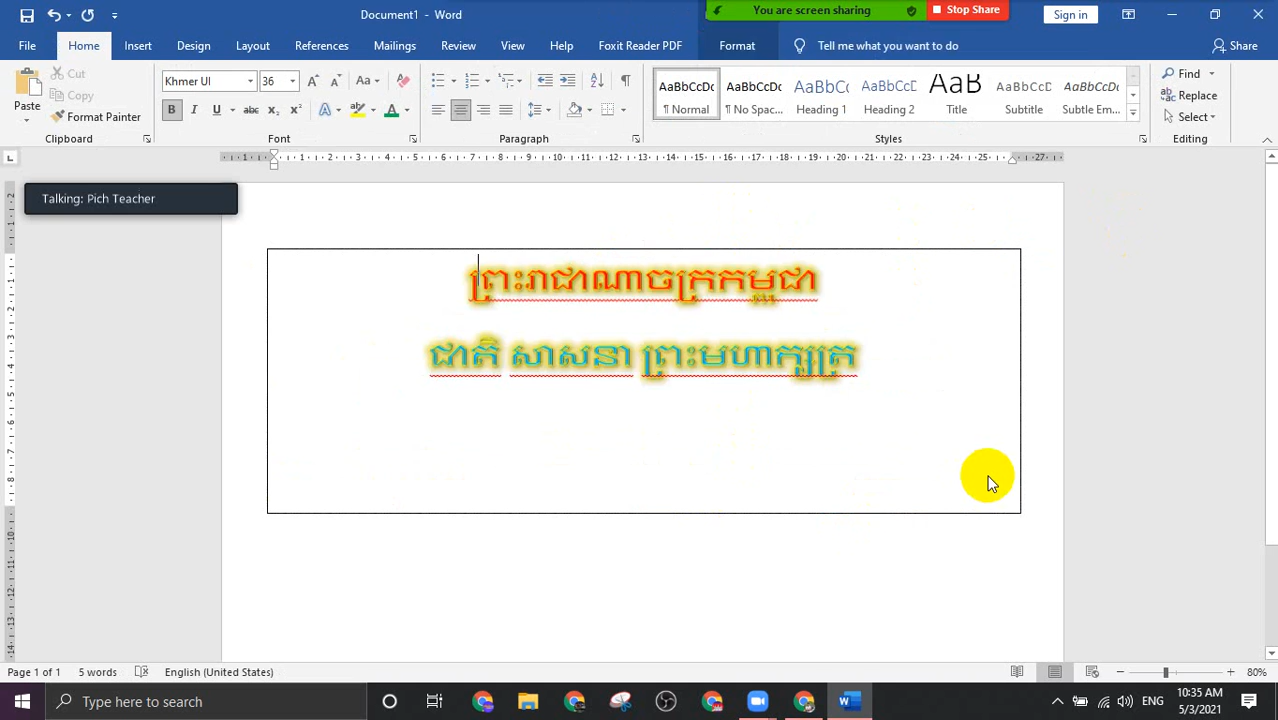 Document1 - Word
You are screen sharing
Stop Share
Sign in
File Home Insert Design Layout References Mailings Review View Help Foxit Reader PDF Format Tell me what you want to do Share
Paste
Cut
Copy
Format Painter
Clipboard
Khmer UI 36
Font
Paragraph
AaBbCcDc AaBbCcDc AaBbC( AaBbCcC AaB AaBbCcD AaBbCcD
¶ Normal ¶ No Spac... Heading 1 Heading 2 Title Subtitle Subtle Em...
Styles
Find
Replace
Select
Editing
Talking: Pich Teacher
ព្រះរាជាណាចក្រកម្ពុជា
ជាតិ សាសនា ព្រះមហាក្សត្រ
Page 1 of 1 5 words English (United States) 80%
Type here to search
ENG
10:35 AM
5/3/2021